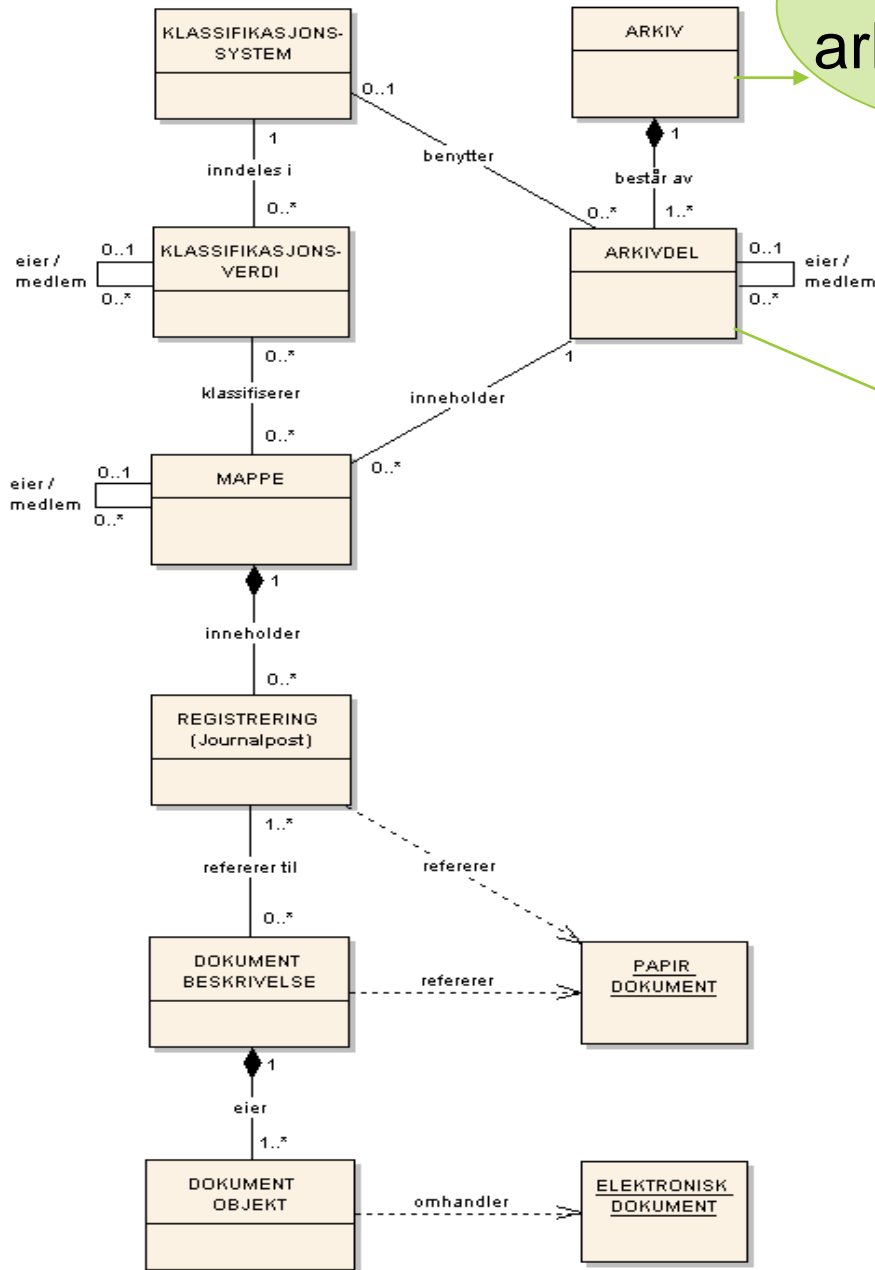 KLASSIFIKASJONS-
SYSTEM
ARKIV
0..1
1
1
inndeles i
benytter
består av
0..*
0..*
1..*
KLASSIFIKASJONS-
VERDI
ARKIVDEL
0..1
eier /
medlem
0..*
0..1
eier /
medlem
0..*
0..*
1
klassifiserer
inneholder
0..*
0..*
MAPPE
0..1
eier /
medlem
0..*
1
inneholder
0..*
REGISTRERING
(Journalpost)
1..*
refererer til
refererer
0..*
DOKUMENT
BESKRIVELSE
refererer
PAPIR
DOKUMENT
1
eier
1..*
DOKUMENT
OBJEKT
omhandler
ELEKTRONISK
DOKUMENT